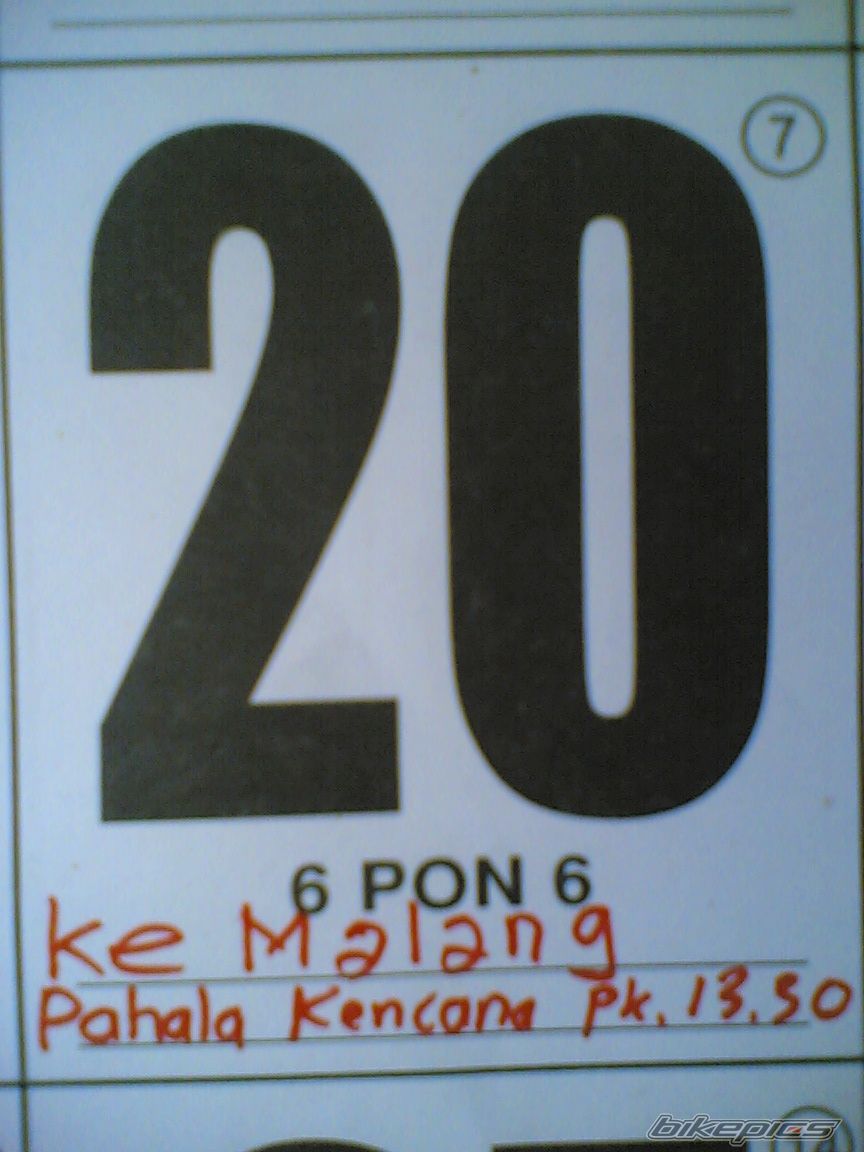 20
7
6 PON 6
Ke Malang
Pahala Kencana Pk. 13.30
bikepics